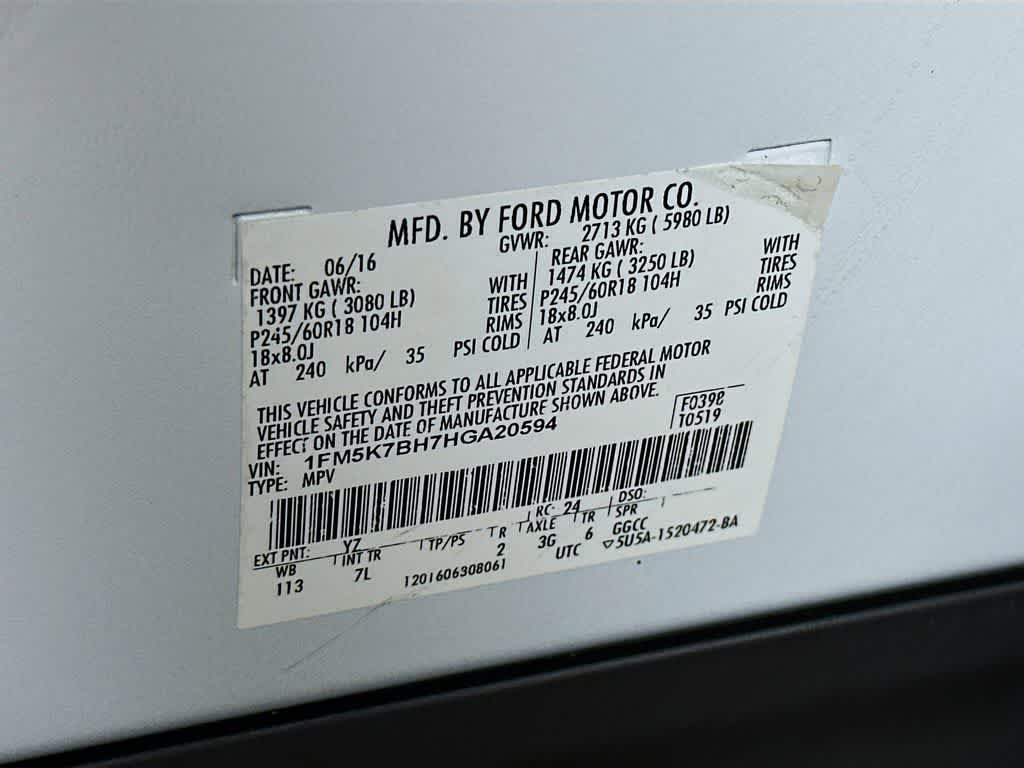 MFD. BY FORD MOTOR CO.
DATE: 06/16 GVWR: 2713 KG ( 5980 LB)
FRONT GAWR: REAR GAWR:
1397 KG ( 3080 LB) WITH 1474 KG ( 3250 LB) WITH
P245/60R18 104H TIRES P245/60R18 104H TIRES
18x8.0J RIMS 18x8.0J RIMS
AT 240 kPa/ 35 PSI COLD AT 240 kPa/ 35 PSI COLD
THIS VEHICLE CONFORMS TO ALL APPLICABLE FEDERAL MOTOR
VEHICLE SAFETY AND THEFT PREVENTION STANDARDS IN
EFFECT ON THE DATE OF MANUFACTURE SHOWN ABOVE.
F0398
T0519
VIN: 1FM5K7BH7HGA20594
TYPE: MPV
EXT PNT: YZ RC: 24 DSO:
WB INT TR TP/PS R AXLE TR SPR
113 7L 2 3G 6 GGCC
1201606308061 UTC ▽5U5A-1520472-BA